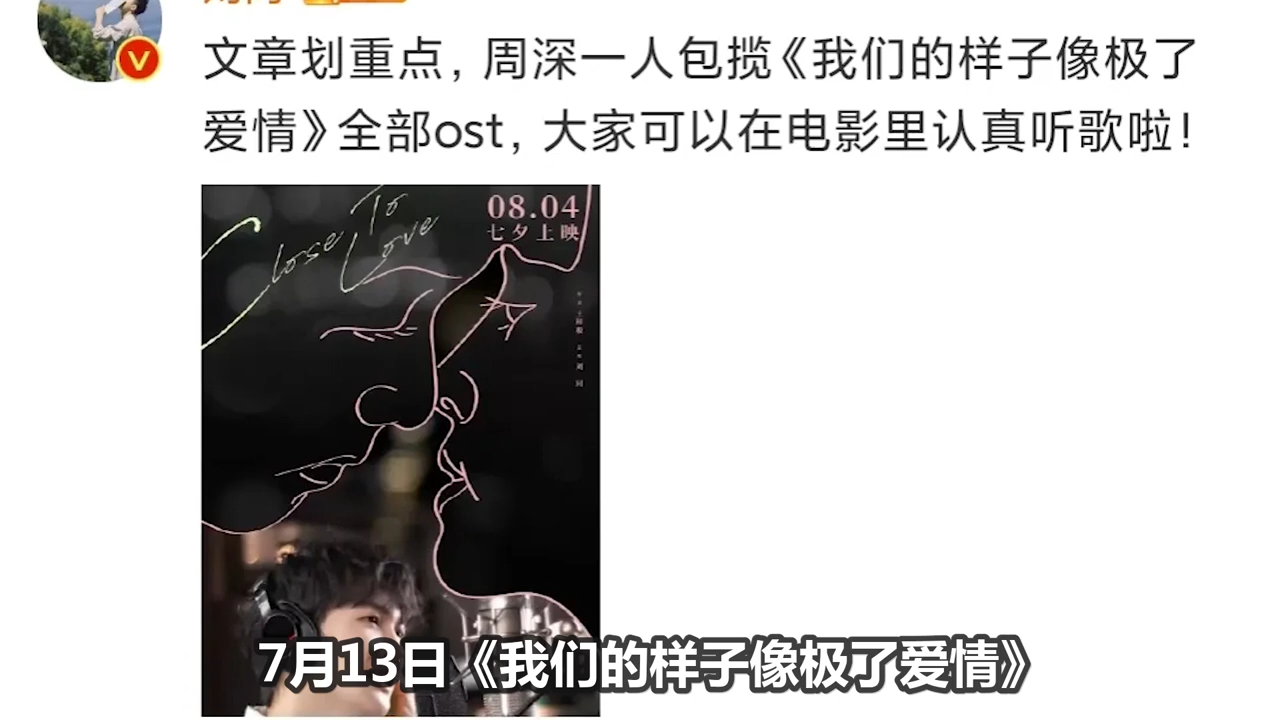 文章划重点，周深一人包揽《我们的样子像极了
爱情》全部ost，大家可以在电影里认真听歌啦！
Close To Love
08.04
七夕上映
7月13日《我们的样子像极了爱情》